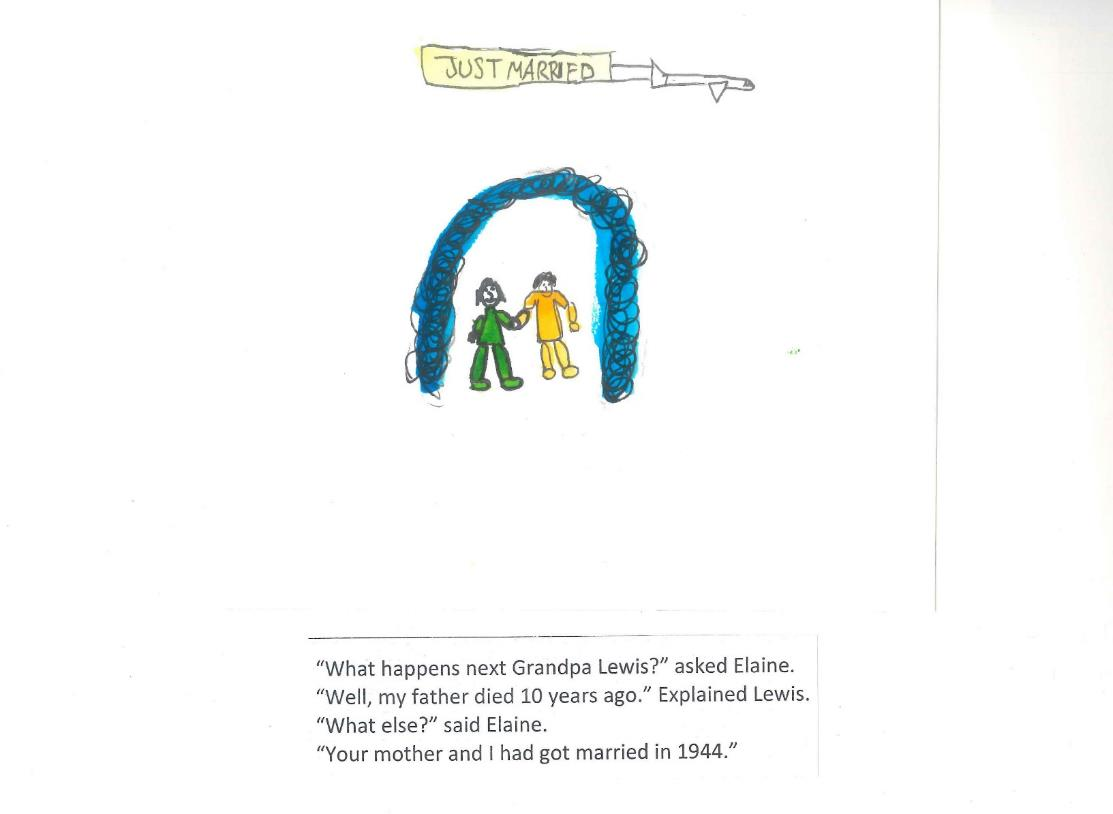 JUST MARRIED
“What happens next Grandpa Lewis?” asked Elaine.
“Well, my father died 10 years ago.” Explained Lewis.
“What else?” said Elaine.
“Your mother and I had got married in 1944.”